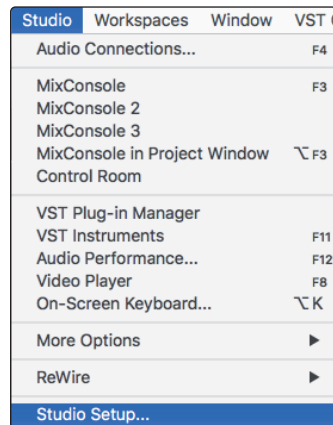 Studio Workspaces Window VST
Audio Connections... F4
MixConsole F3
MixConsole 2
MixConsole 3
MixConsole in Project Window ⌥F3
Control Room
VST Plug-in Manager
VST Instruments F11
Audio Performance... F12
Video Player F8
On-Screen Keyboard... ⌥K
More Options ▶
ReWire ▶
Studio Setup...